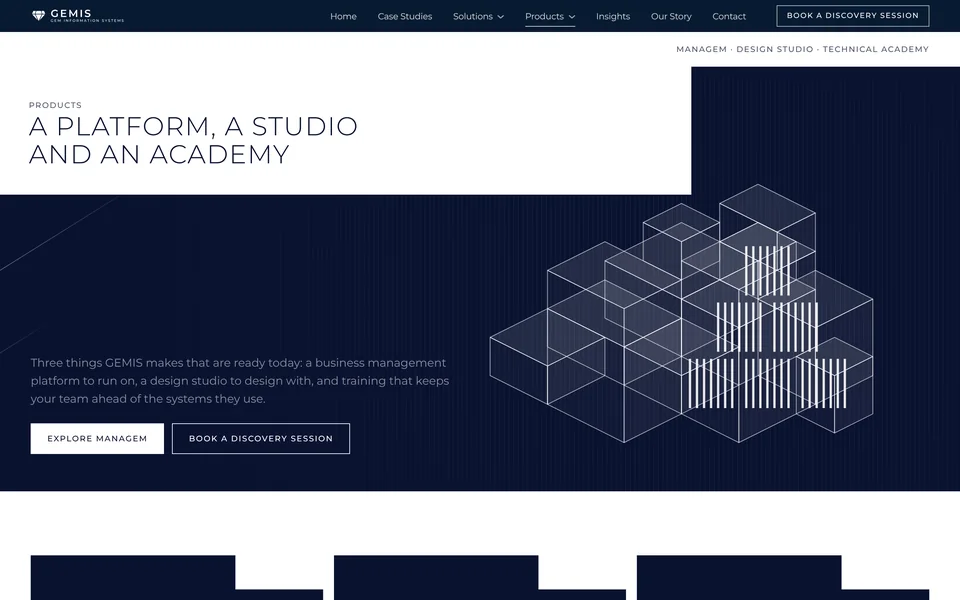 GEMIS
GEM INFORMATION SYSTEMS
Home
Case Studies
Solutions
Products
Insights
Our Story
Contact
BOOK A DISCOVERY SESSION
MANAGEM · DESIGN STUDIO · TECHNICAL ACADEMY
PRODUCTS
A PLATFORM, A STUDIO
AND AN ACADEMY
Three things GEMIS makes that are ready today: a business management
platform to run on, a design studio to design with, and training that keeps
your team ahead of the systems they use.
EXPLORE MANAGEM
BOOK A DISCOVERY SESSION